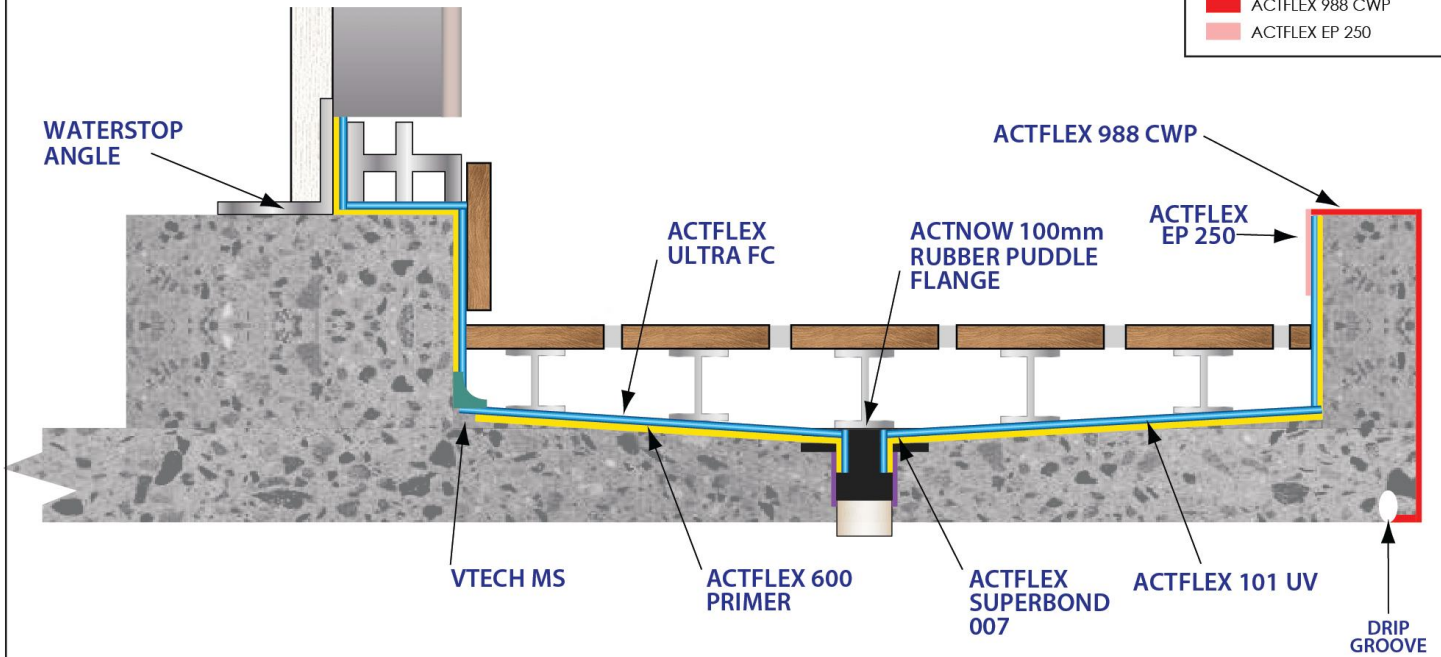 ACTFLEX 988 CWP
ACTFLEX EP 250
WATERSTOP
ANGLE
ACTFLEX
ULTRA FC
ACTNOW 100mm
RUBBER PUDDLE
FLANGE
ACTFLEX 988 CWP
ACTFLEX
EP 250
VTECH MS
ACTFLEX 600
PRIMER
ACTFLEX
SUPERBOND
007
ACTFLEX 101 UV
DRIP
GROOVE